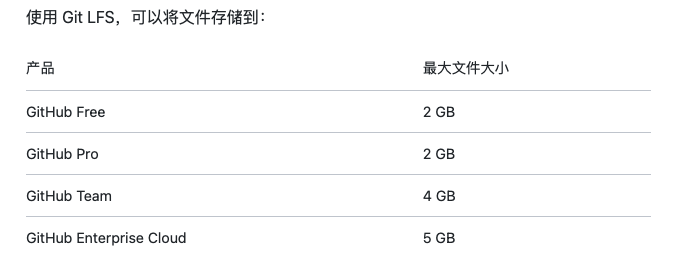 使用 Git LFS，可以将文件存储到：
产品 最大文件大小
GitHub Free 2 GB
GitHub Pro 2 GB
GitHub Team 4 GB
GitHub Enterprise Cloud 5 GB